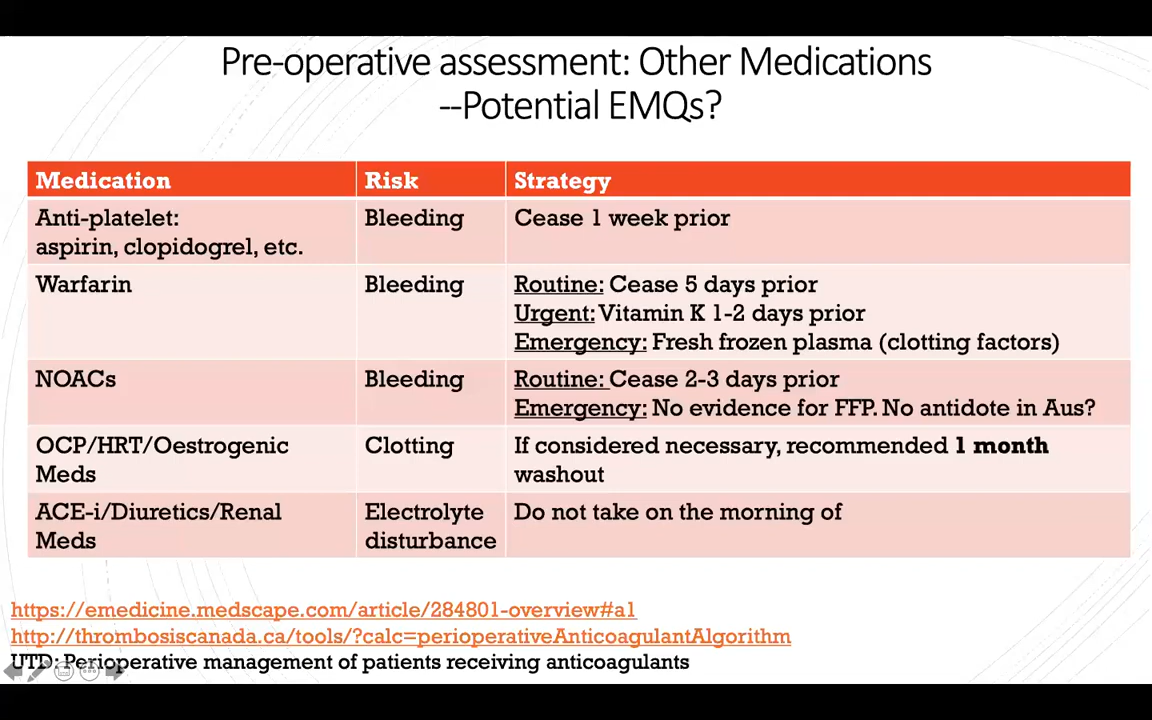 Pre-operative assessment: Other Medications
--Potential EMQs?
Medication Risk Strategy
Anti-platelet: Bleeding Cease 1 week prior
aspirin, clopidogrel, etc.
Warfarin Bleeding Routine: Cease 5 days prior
Urgent: Vitamin K 1-2 days prior
Emergency: Fresh frozen plasma (clotting factors)
NOACs Bleeding Routine: Cease 2-3 days prior
Emergency: No evidence for FFP. No antidote in Aus?
OCP/HRT/Oestrogenic Clotting If considered necessary, recommended 1 month
Meds washout
ACE-i/Diuretics/Renal Electrolyte Do not take on the morning of
Meds disturbance
https://emedicine.medscape.com/article/284801-overview#a1
http://thrombosiscanada.ca/tools/?calc=perioperativeAnticoagulantAlgorithm
UTD: Perioperative management of patients receiving anticoagulants